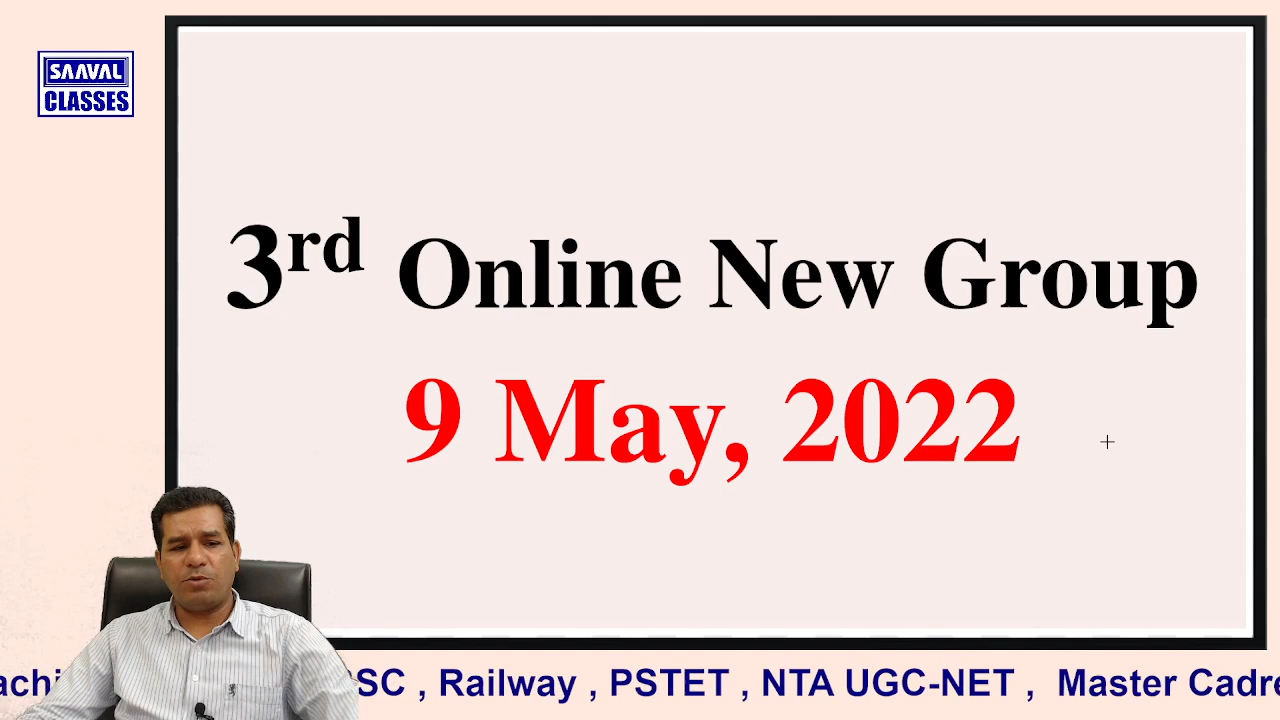 SAAVAL
CLASSES
3rd Online New Group
9 May, 2022
SC , Railway , PSTET , NTA UGC-NET , Master Cadre